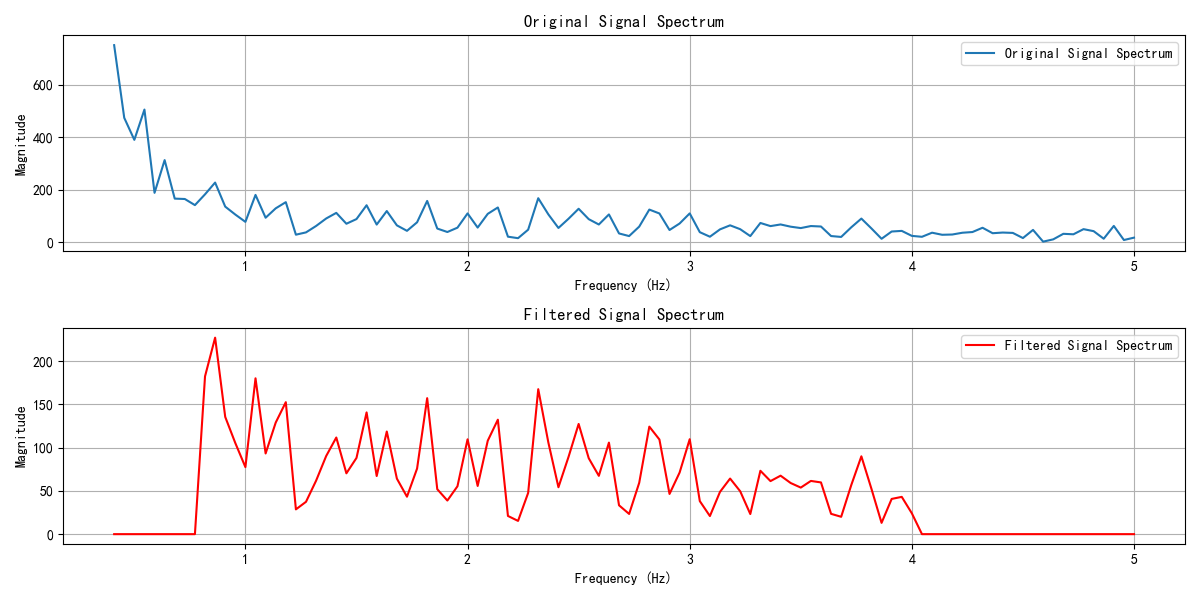 Original Signal Spectrum
Original Signal Spectrum
Magnitude
600
400
200
0
1 2 3 4 5
Frequency (Hz)
Filtered Signal Spectrum
Filtered Signal Spectrum
Magnitude
200
150
100
50
0
1 2 3 4 5
Frequency (Hz)